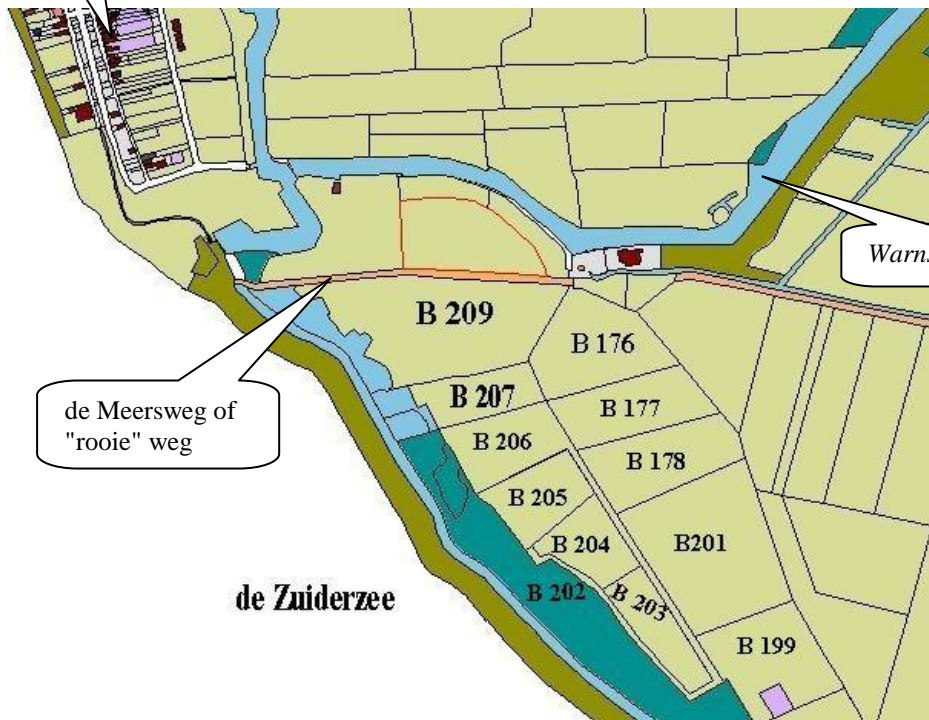 Warns
B 209
B 176
de Meersweg of
"rooie" weg
B 207
B 177
B 206
B 178
B 205
B 204
B201
B 202
B 203
de Zuiderzee
B 199